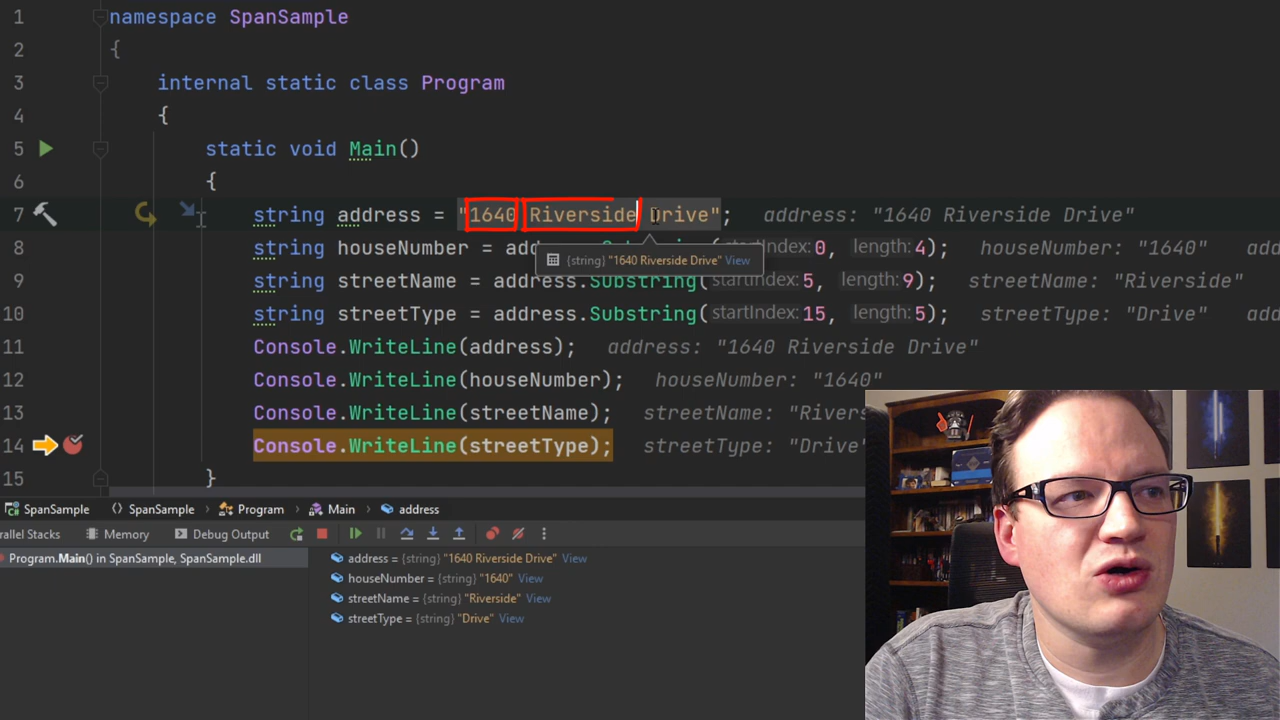 1 namespace SpanSample
2 {
3 internal static class Program
4 {
5 static void Main()
6 {
7 string address = "1640 Riverside Drive"; address: "1640 Riverside Drive"
8 string houseNumber = add Substring(startIndex:0, length:4); houseNumber: "1640" add
{string} "1640 Riverside Drive" View
9 string streetName = address.Substring(startIndex:5, length:9); streetName: "Riverside"
10 string streetType = address.Substring(startIndex:15, length:5); streetType: "Drive" add
11 Console.WriteLine(address); address: "1640 Riverside Drive"
12 Console.WriteLine(houseNumber); houseNumber: "1640"
13 Console.WriteLine(streetName); streetName: "Rivers
14 Console.WriteLine(streetType); streetType: "Drive"
15 }
SpanSample SpanSample Program Main address
rallel Stacks Memory Debug Output
Program.Main() in SpanSample, SpanSample.dll
address = {string} "1640 Riverside Drive" View
houseNumber = {string} "1640" View
streetName = {string} "Riverside" View
streetType = {string} "Drive" View